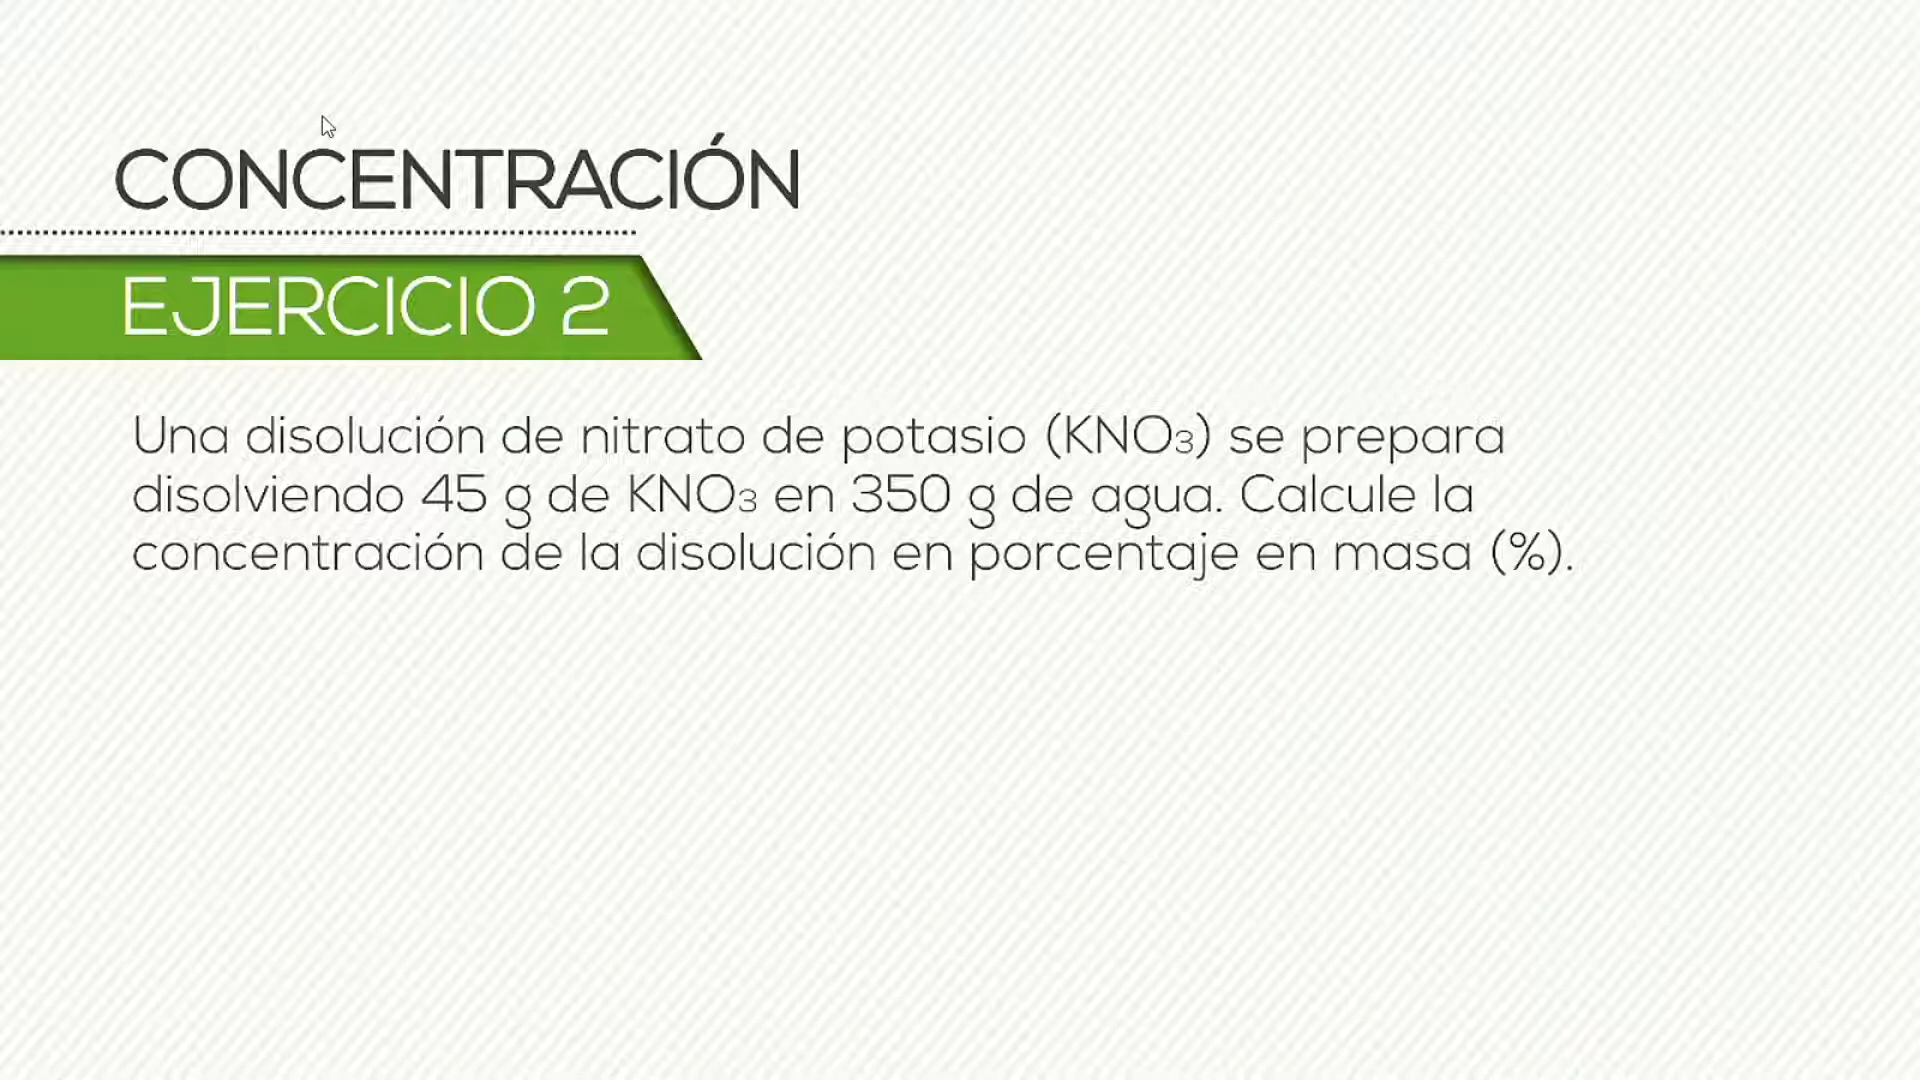 CONCENTRACIÓN
EJERCICIO 2
Una disolución de nitrato de potasio (KNO₃) se prepara
disolviendo 45 g de KNO₃ en 350 g de agua. Calcule la
concentración de la disolución en porcentaje en masa (%).